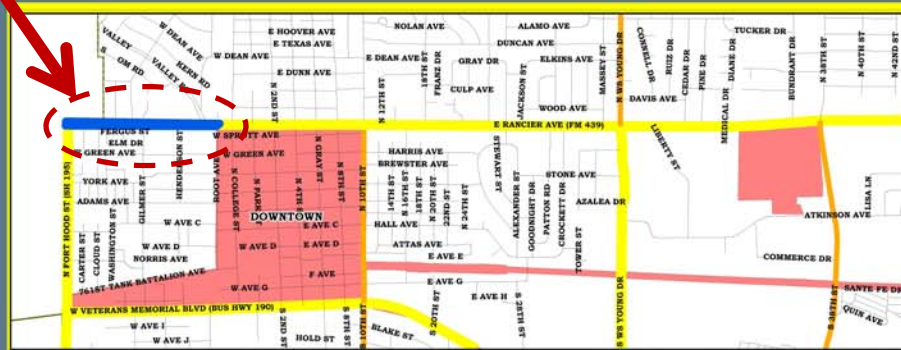 NOLAN AVE
ALAMO AVE
TUCKER DR
E HOOVER AVE
E TEXAS AVE
DUNCAN AVE
VALLEY
W DEAN AVE
W DEAN AVE
E DEAN AVE
18TH ST
FRANZ DR
GRAY DR
ELKINS AVE
MASSEY ST
N WS YOUNG DR
CONNELL DR
RUIZ DR
CEDAR DR
PINE DR
DIANE DR
BUNDRANT DR
N 38TH ST
N 40TH ST
N 42ND ST
OM RD
VALLEY
KERN RD
E DUNN AVE
N 2ND ST
N 12TH ST
CULP AVE
JACKSON ST
DAVIS AVE
MEDICAL DR
WOOD AVE
E RANCIER AVE (FM 439)
FERGUS ST
ELM DR
W GREEN AVE
W SPRUTT AVE
W GREEN AVE
HENDERSON ST
ROOT AVE
N COLLEGE ST
N PARK
N 4TH
N GRAY ST
N 8TH ST
N 10TH ST
HARRIS AVE
BREWSTER AVE
STEWART ST
STONE AVE
LIBERTY ST
YORK AVE
ADAMS AVE
GILMER ST
14TH ST
N 16TH ST
18TH ST
N 20TH ST
22ND ST
N 24TH ST
ALEXANDER ST
GOODNIGHT DR
PATTON RD
CROCKETT DR
AZALEA DR
LISA LN
ATKINSON AVE
N FORT HOOD ST (SH 195)
DOWNTOWN
W AVE C
E AVE C
HALL AVE
CARTER ST
CLOUD ST
WASHINGTON ST
W AVE D
W AVE D
E AVE D
ATTAS AVE
TOWER ST
NORRIS AVE
E AVE E
COMMERCE DR
761ST TANK BATTALION AVE
F AVE
W AVE G
E AVE G
SANTE FE DR
E AVE H
W VETERANS MEMORIAL BLVD (BUS HWY 190)
S 2ND ST
S 8TH ST
S 10TH ST
S 20TH ST
S 28TH ST
S WS YOUNG DR
S 38TH ST
QUIN AVE
W AVE I
W AVE J
HOLD ST
BLAKE ST